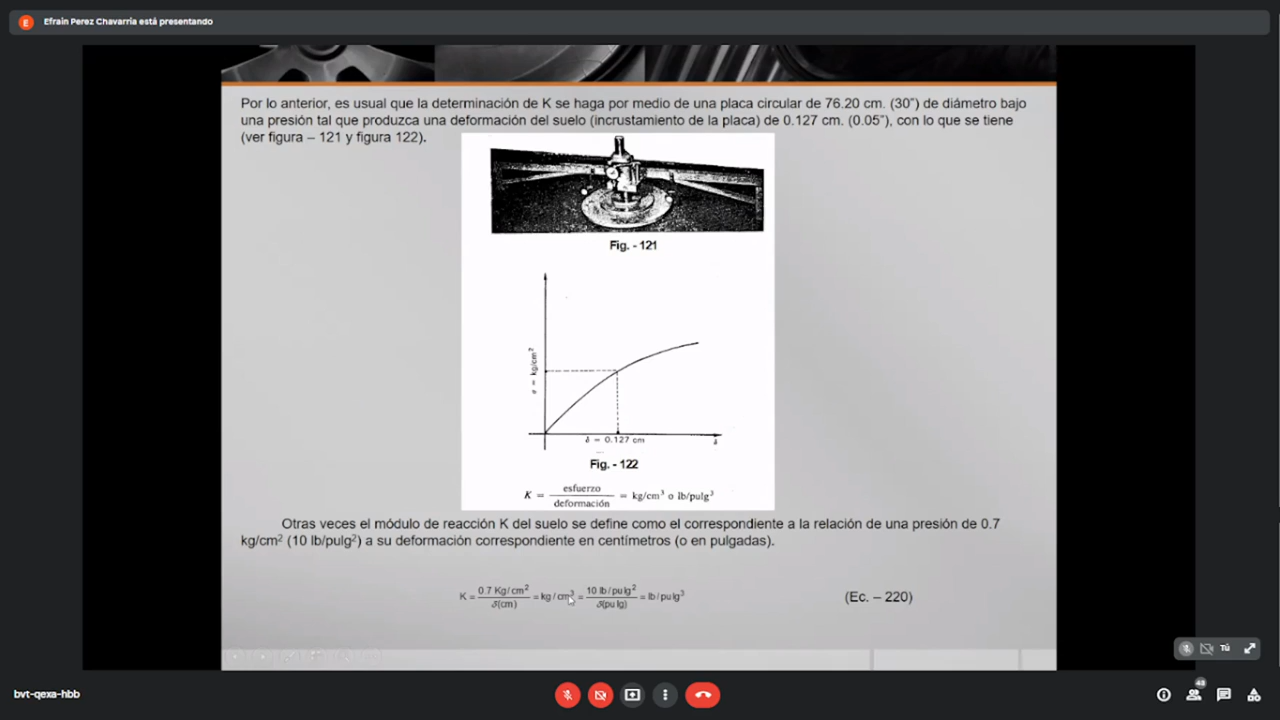 E
Efrain Perez Chavarria está presentando
Por lo anterior, es usual que la determinación de K se haga por medio de una placa circular de 76.20 cm. (30”) de diámetro bajo
una presión tal que produzca una deformación del suelo (incrustamiento de la placa) de 0.127 cm. (0.05”), con lo que se tiene
(ver figura – 121 y figura 122).
Fig. - 121
σ = kg/cm²
δ = 0.127 cm
δ
Fig. - 122
K = esfuerzo / deformación = kg/cm³ o lb/pulg³
Otras veces el módulo de reacción K del suelo se define como el correspondiente a la relación de una presión de 0.7
kg/cm² (10 lb/pulg²) a su deformación correspondiente en centímetros (o en pulgadas).
K = 0.7 Kg/cm² / ∂(cm) = kg/cm³ = 10 lb/pulg² / ∂(pulg) = lb/pulg³
(Ec. – 220)
Tú
bvt-qexa-hbb
48